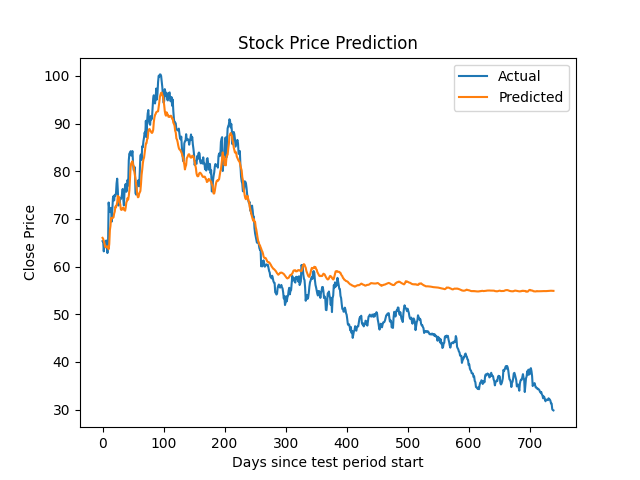 Stock Price Prediction
Actual
Predicted
Close Price
100
90
80
70
60
50
40
30
0 100 200 300 400 500 600 700
Days since test period start